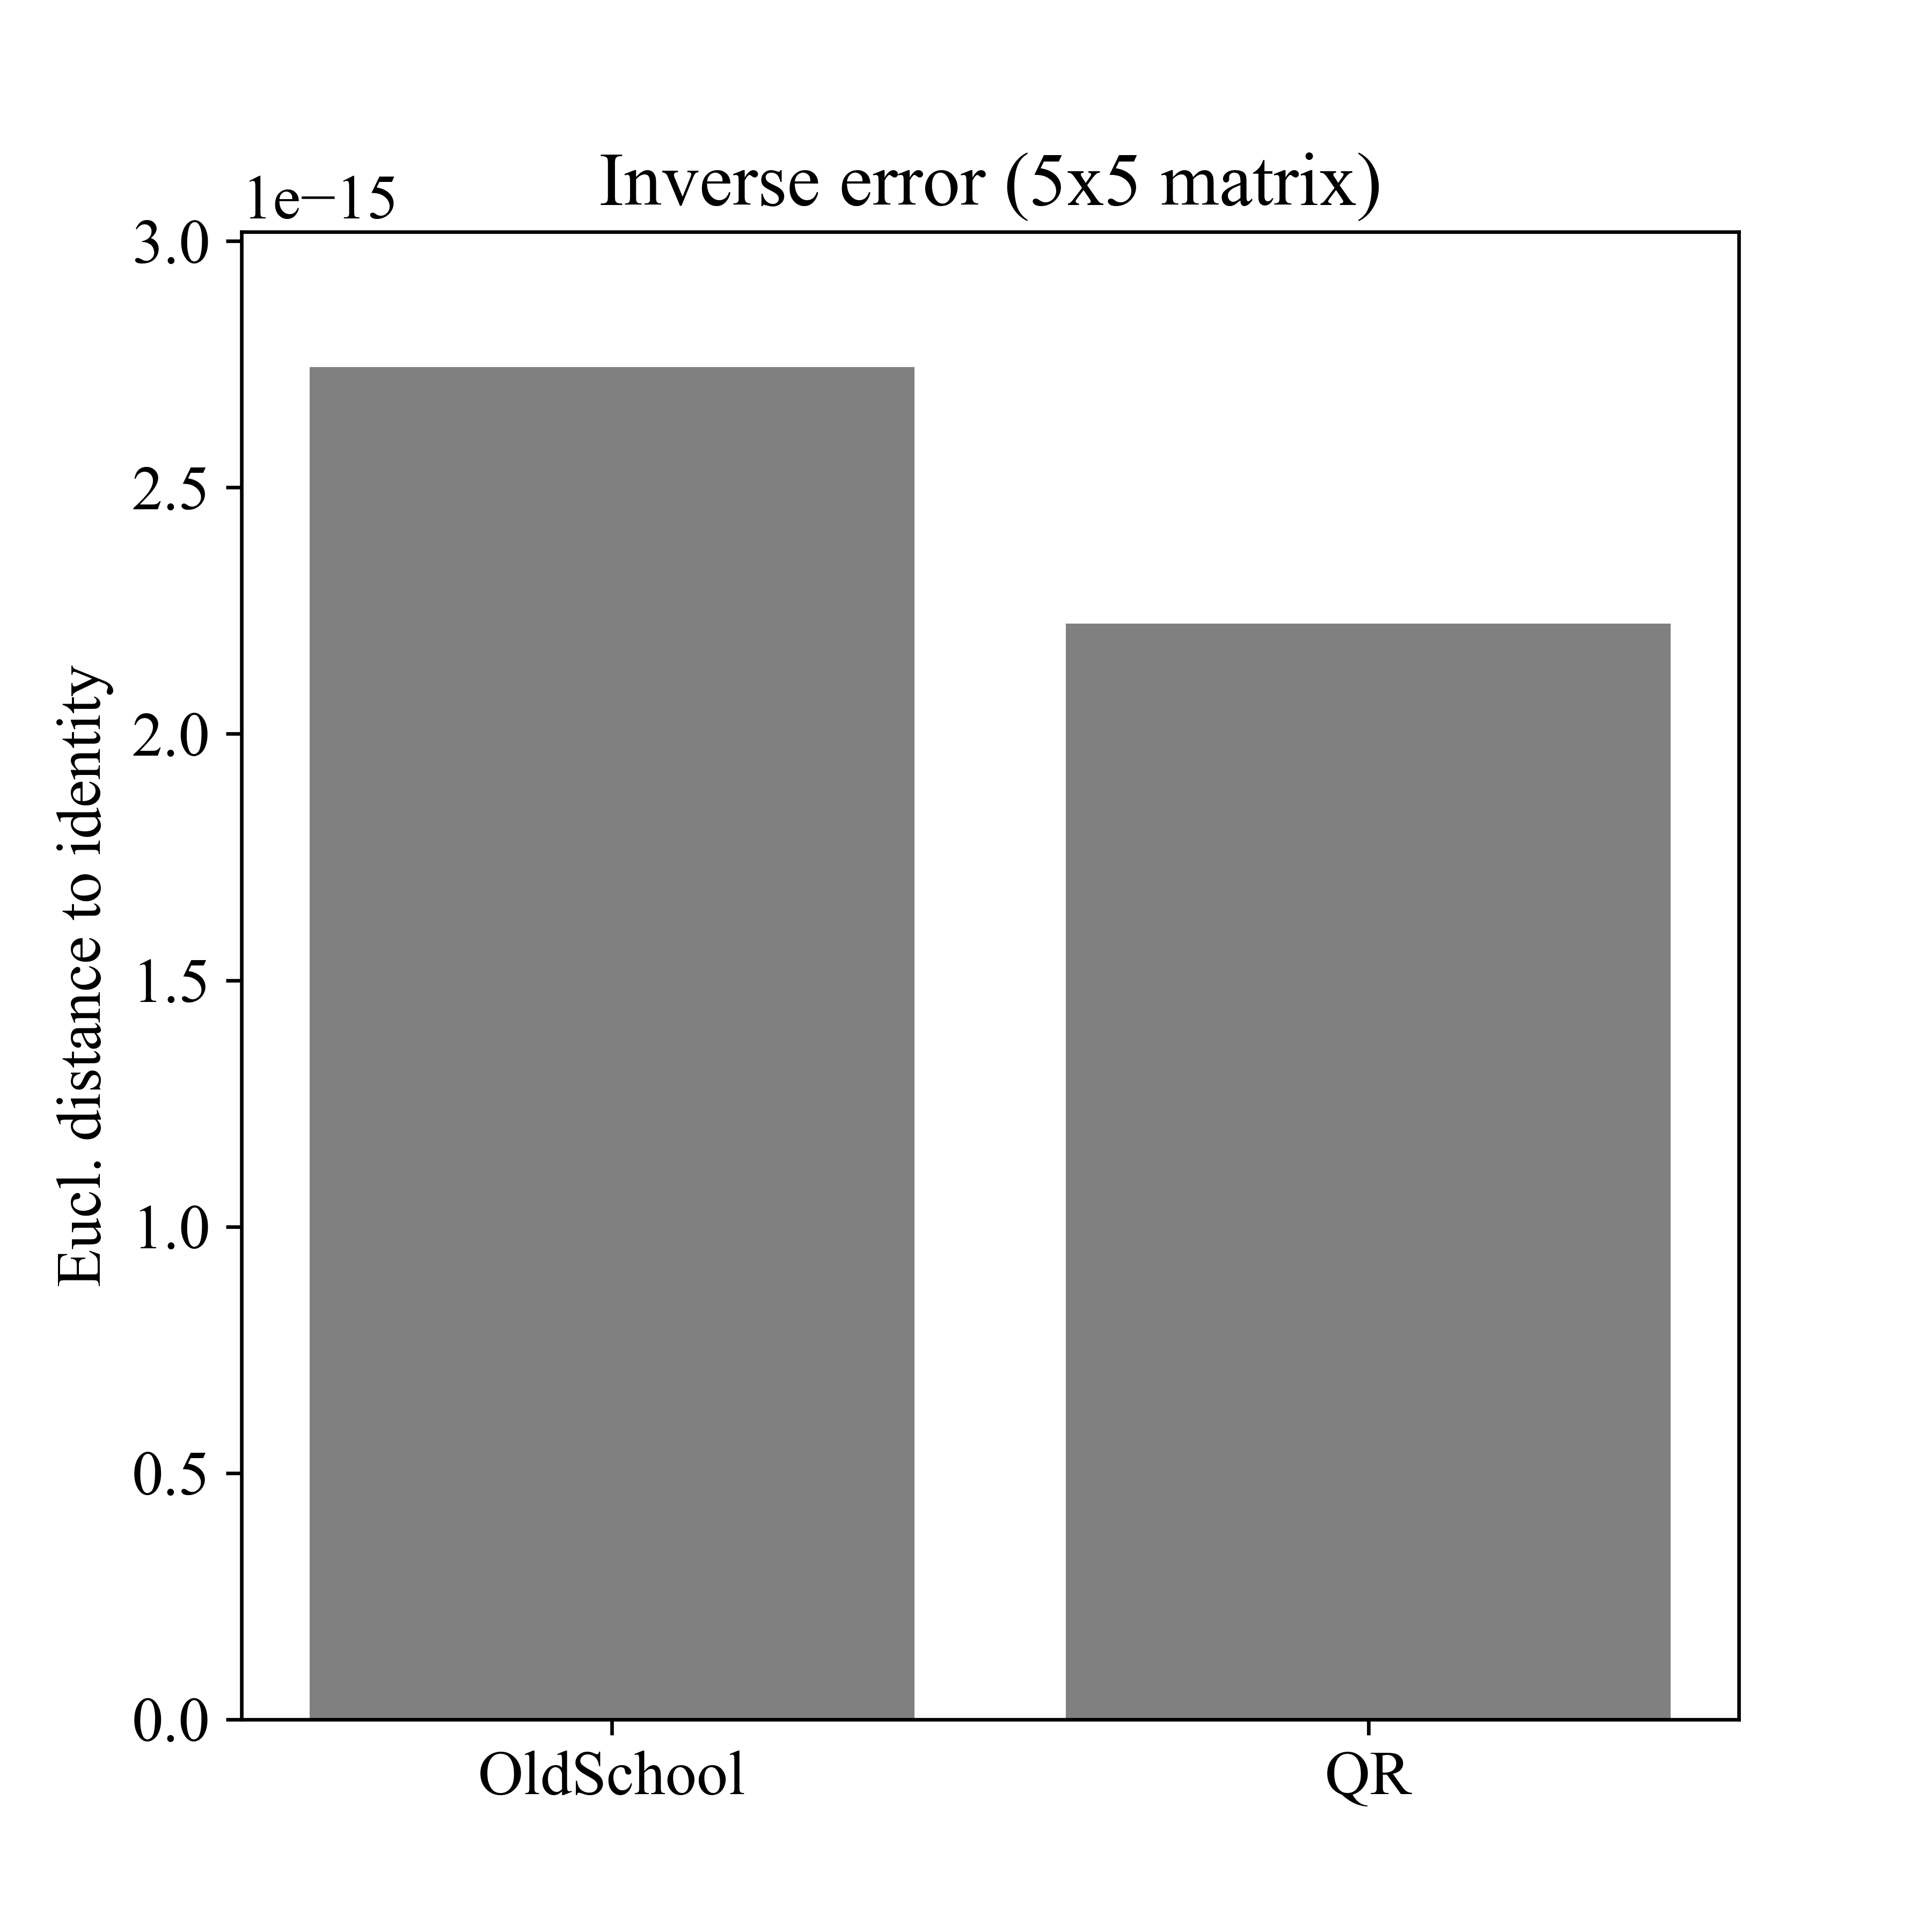 Inverse error (5x5 matrix)
1e−15
3.0
2.5
2.0
1.5
1.0
0.5
0.0
Eucl. distance to identity
OldSchool
QR